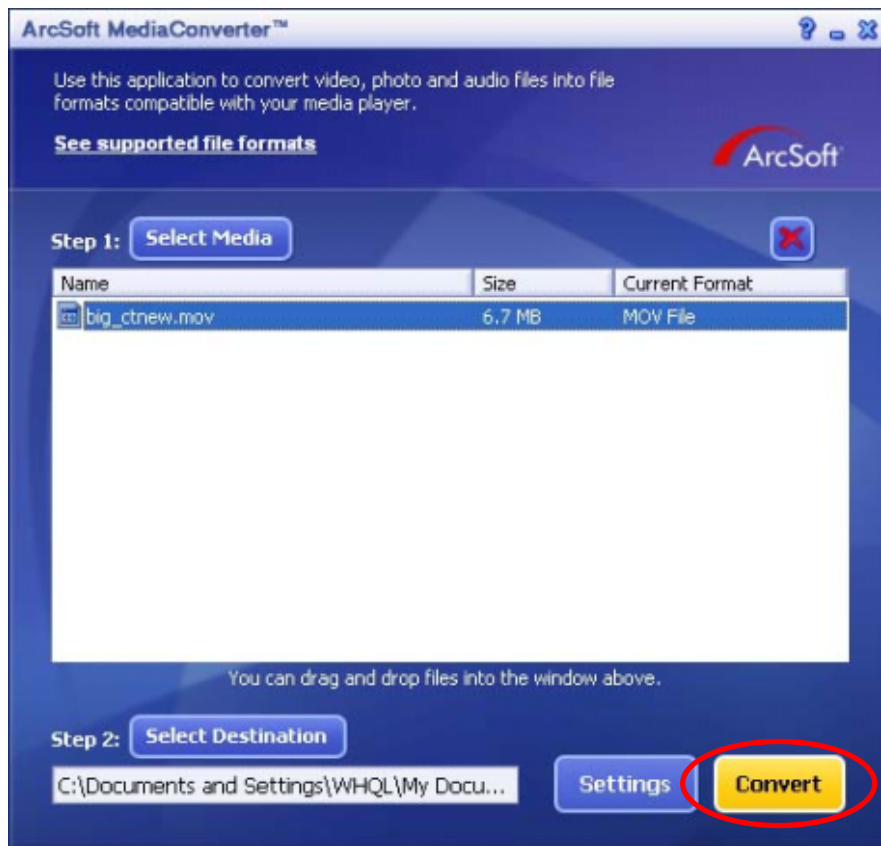 ArcSoft MediaConverter™
Use this application to convert video, photo and audio files into file
formats compatible with your media player.
See supported file formats
ArcSoft
Step 1: Select Media
Name Size Current Format
big_ctnew.mov 6.7 MB MOV File
You can drag and drop files into the window above.
Step 2: Select Destination
C:\Documents and Settings\WHQL\My Docu...
Settings Convert